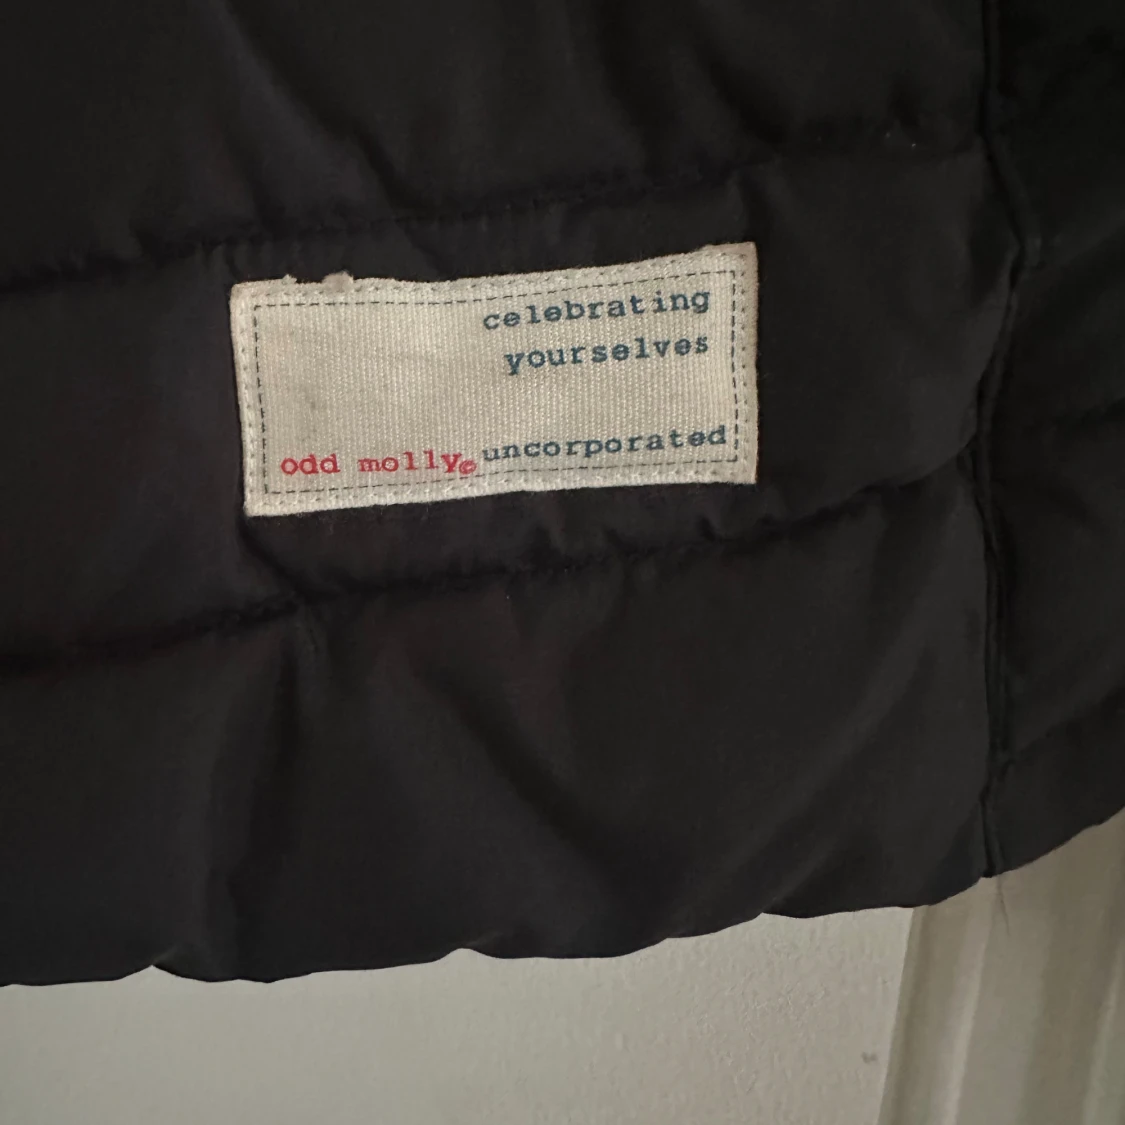 celebrating
yourselves
odd molly© uncorporated